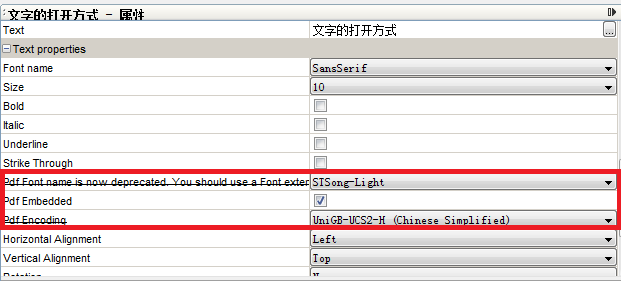 文字的打开方式 - 属性
Text 文字的打开方式 ...
Text properties
Font name SansSerif
Size 10
Bold
Italic
Underline
Strike Through
Pdf Font name is now deprecated. You should use a Font exter STSong-Light
Pdf Embedded
Pdf Encoding UniGB-UCS2-H (Chinese Simplified)
Horizontal Alignment Left
Vertical Alignment Top